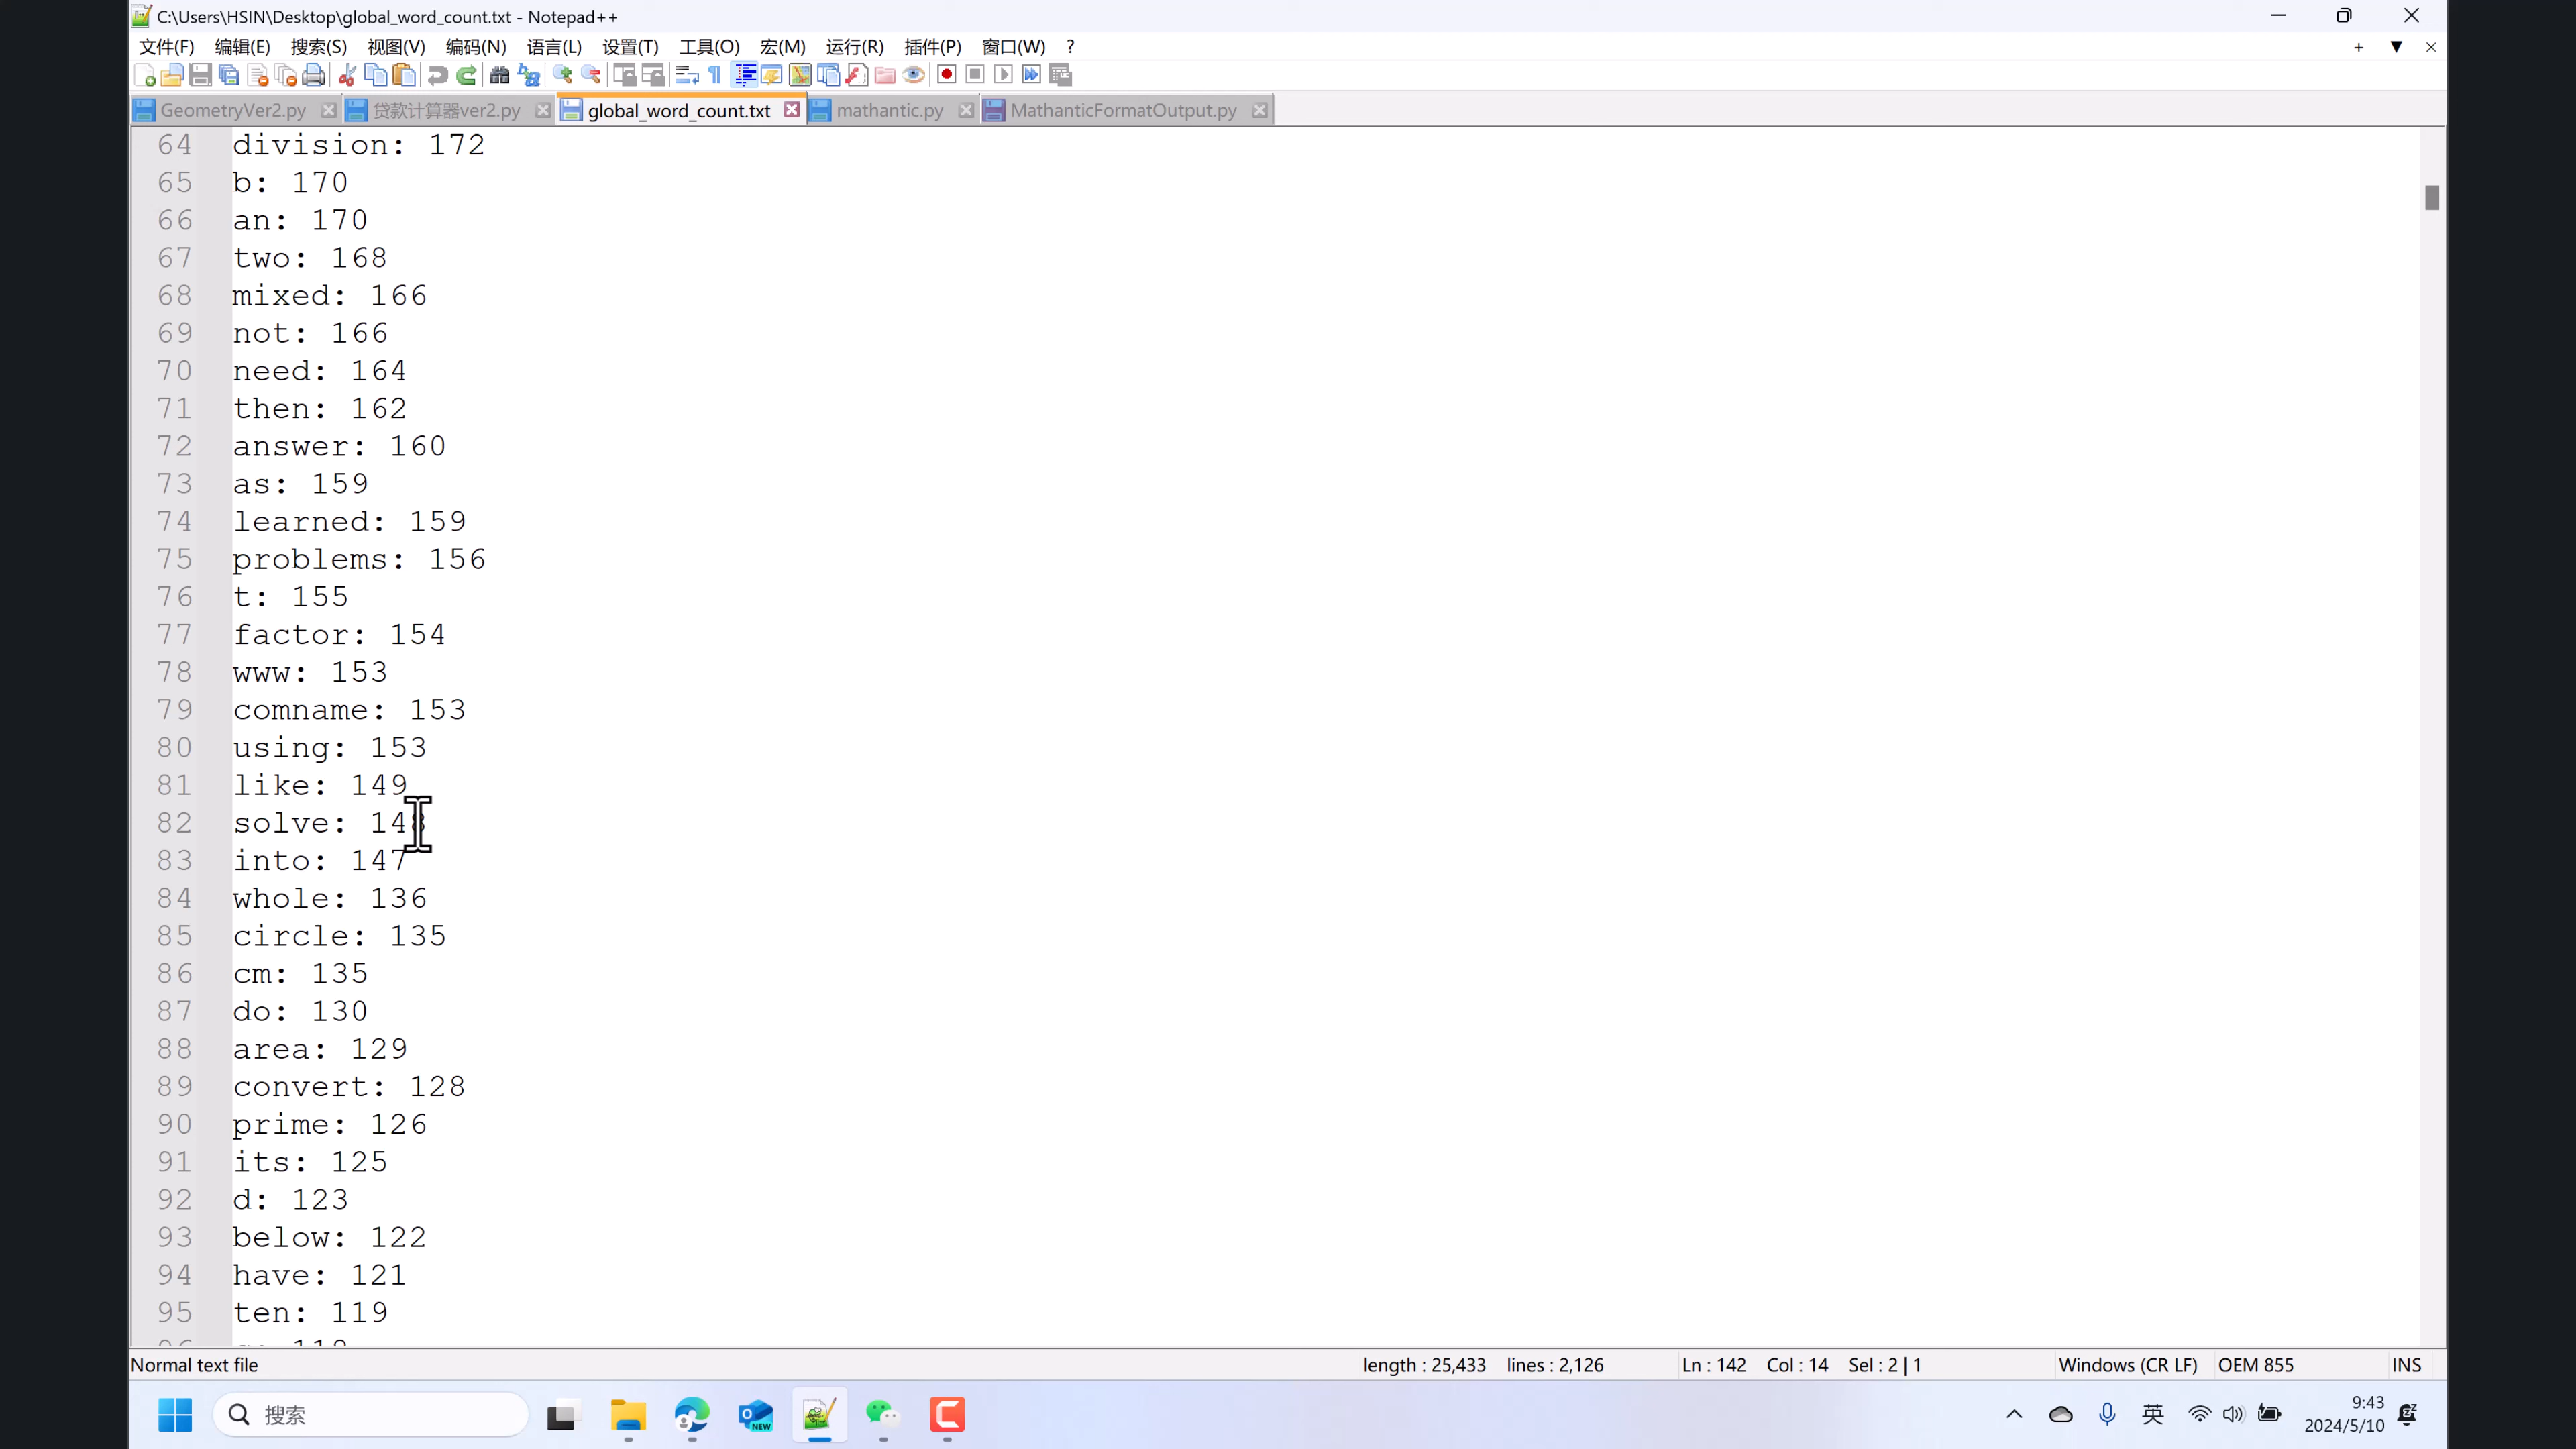 C:\Users\HSIN\Desktop\global_word_count.txt - Notepad++
文件(F) 编辑(E) 搜索(S) 视图(V) 编码(N) 语言(L) 设置(T) 工具(O) 宏(M) 运行(R) 插件(P) 窗口(W) ?
GeometryVer2.py 贷款计算器ver2.py global_word_count.txt mathantic.py MathanticFormatOutput.py
64 division: 172
65 b: 170
66 an: 170
67 two: 168
68 mixed: 166
69 not: 166
70 need: 164
71 then: 162
72 answer: 160
73 as: 159
74 learned: 159
75 problems: 156
76 t: 155
77 factor: 154
78 www: 153
79 comname: 153
80 using: 153
81 like: 149
82 solve: 148
83 into: 147
84 whole: 136
85 circle: 135
86 cm: 135
87 do: 130
88 area: 129
89 convert: 128
90 prime: 126
91 its: 125
92 d: 123
93 below: 122
94 have: 121
95 ten: 119
Normal text file length : 25,433 lines : 2,126 Ln : 142 Col : 14 Sel : 2 | 1 Windows (CR LF) OEM 855 INS
搜索 NEW 英 9:43
2024/5/10